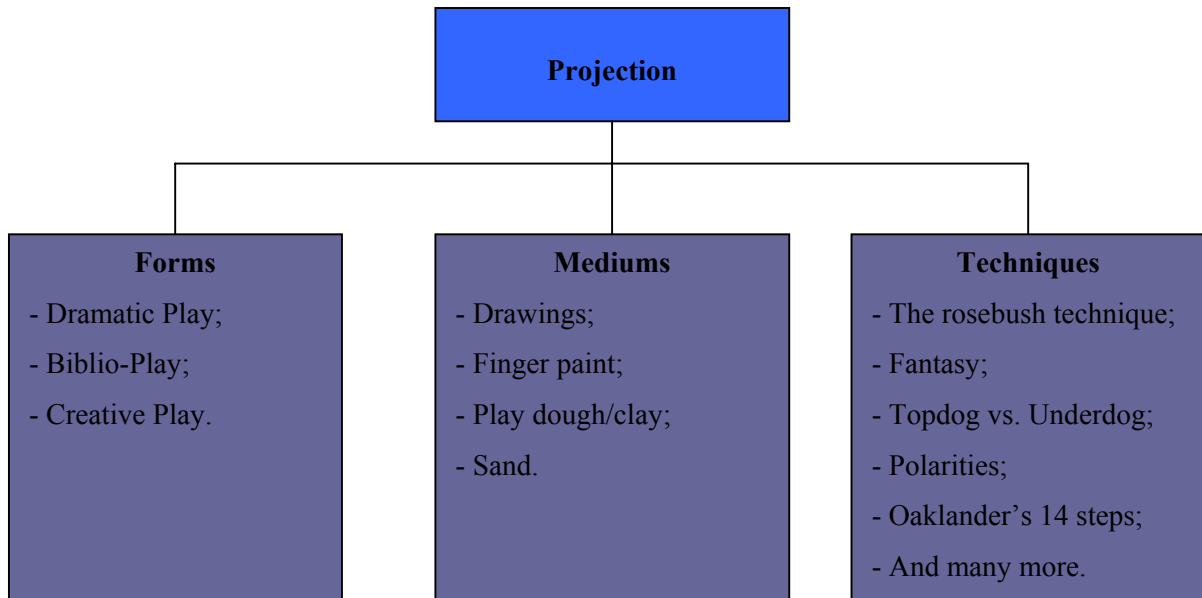 Projection
Forms
- Dramatic Play;
- Biblio-Play;
- Creative Play.
Mediums
- Drawings;
- Finger paint;
- Play dough/clay;
- Sand.
Techniques
- The rosebush technique;
- Fantasy;
- Topdog vs. Underdog;
- Polarities;
- Oaklander’s 14 steps;
- And many more.